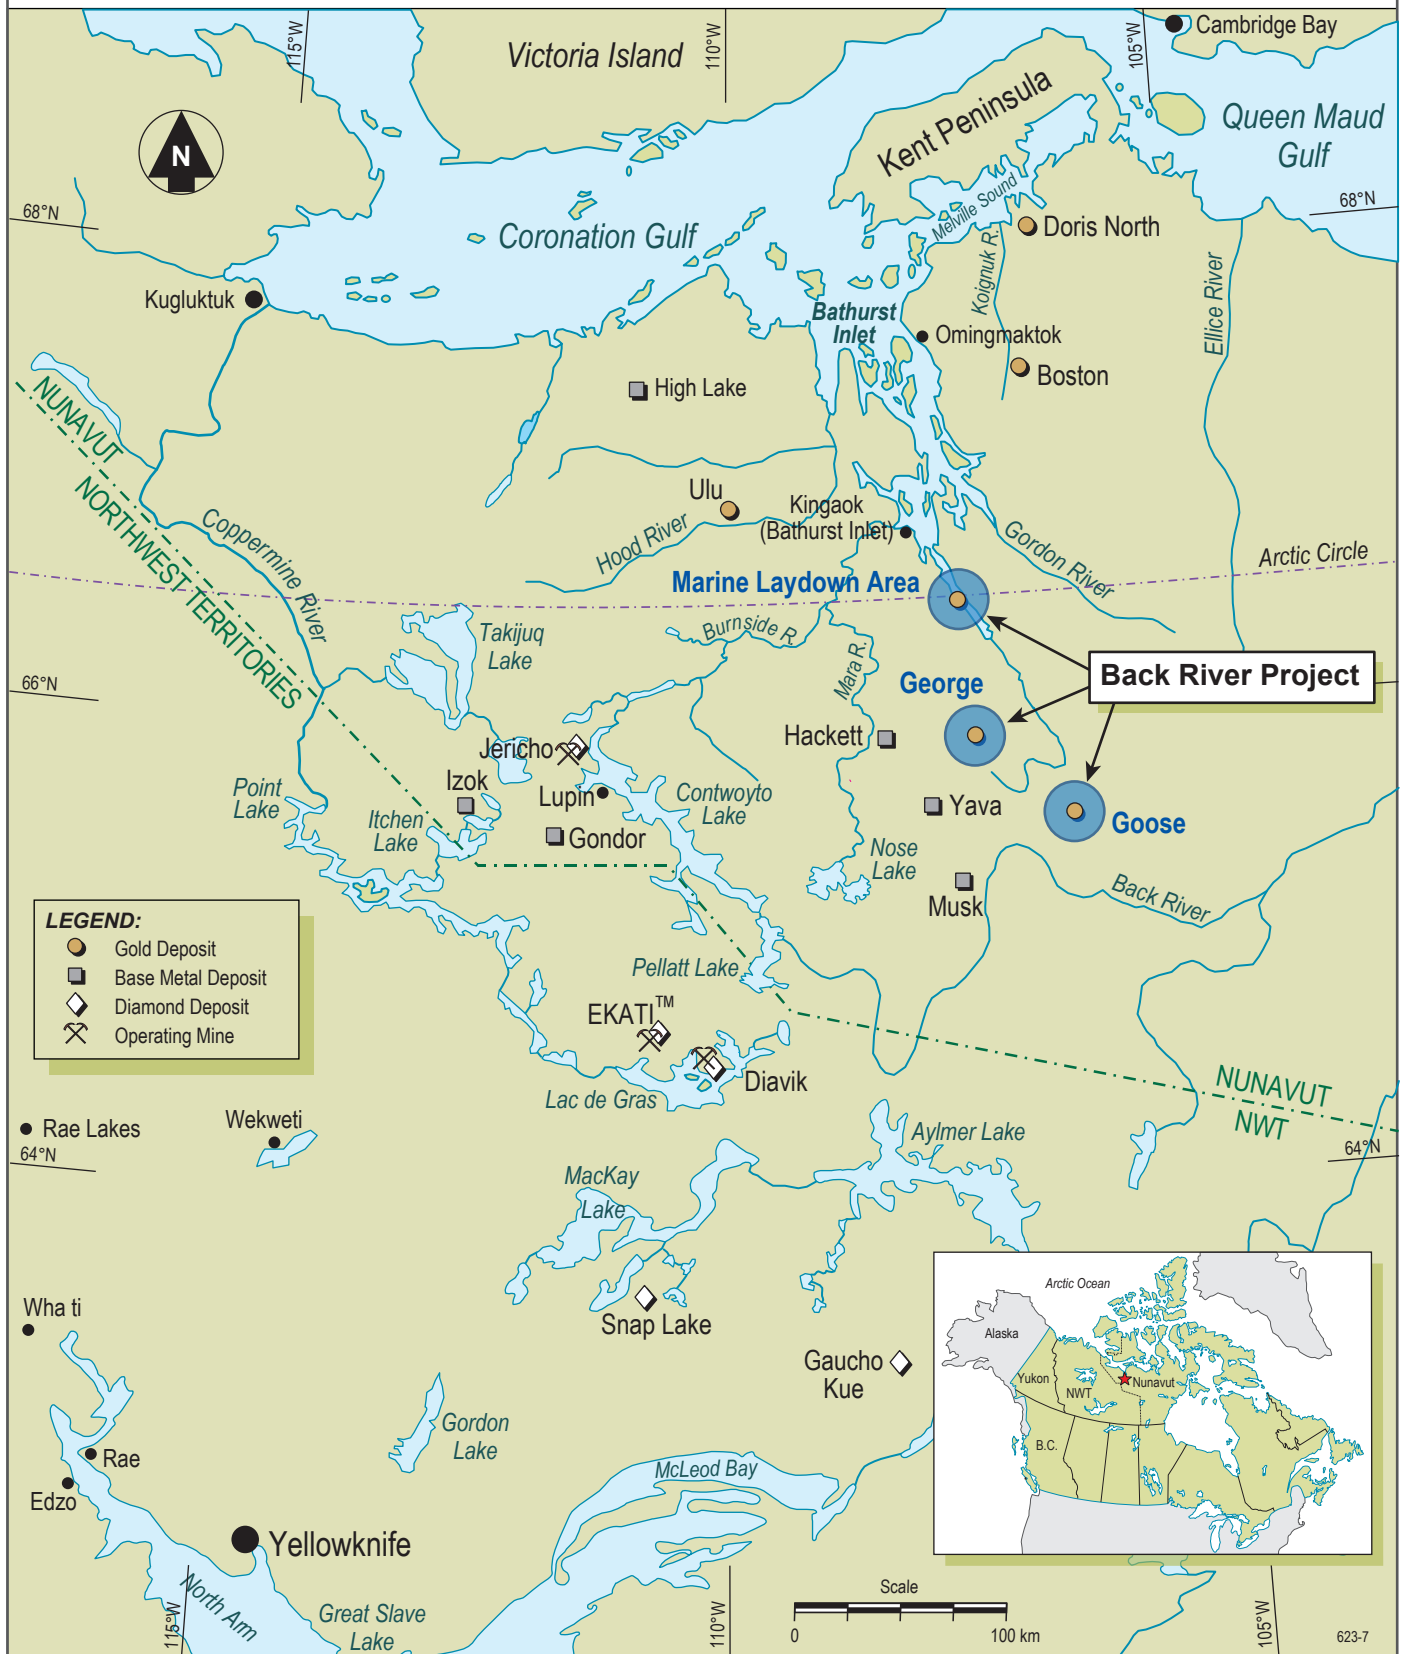 115°W
Victoria Island
110°W
105°W
Cambridge Bay
Kent Peninsula
Queen Maud
Gulf
N
68°N
68°N
Melville Sound
Doris North
Coronation Gulf
Koignuk R.
Ellice River
Kugluktuk
Bathurst
Inlet
Omingmaktok
Boston
High Lake
NUNAVUT
NORTHWEST TERRITORIES
Ulu
Kingaok
(Bathurst Inlet)
Coppermine River
Hood River
Gordon River
Arctic Circle
Marine Laydown Area
Takijuq
Lake
Burnside R.
Mara R.
66°N
George
Back River Project
Jericho
Hackett
Izok
Lupin
Point
Lake
Itchen
Lake
Contwoyto
Lake
Yava
Goose
Gondor
Nose
Lake
Musk
Back River
LEGEND:
Gold Deposit
Base Metal Deposit
Diamond Deposit
Operating Mine
Pellatt Lake
EKATI™
Diavik
Lac de Gras
NUNAVUT
NWT
Rae Lakes
Wekweti
Aylmer Lake
64°N
64°N
MacKay
Lake
Snap Lake
Wha ti
Gaucho
Kue
Arctic Ocean
Alaska
Yukon
NWT
Nunavut
B.C.
Gordon
Lake
Rae
Edzo
McLeod Bay
Yellowknife
North Arm
Great Slave
Lake
115°W
110°W
Scale
0
100 km
105°W
623-7